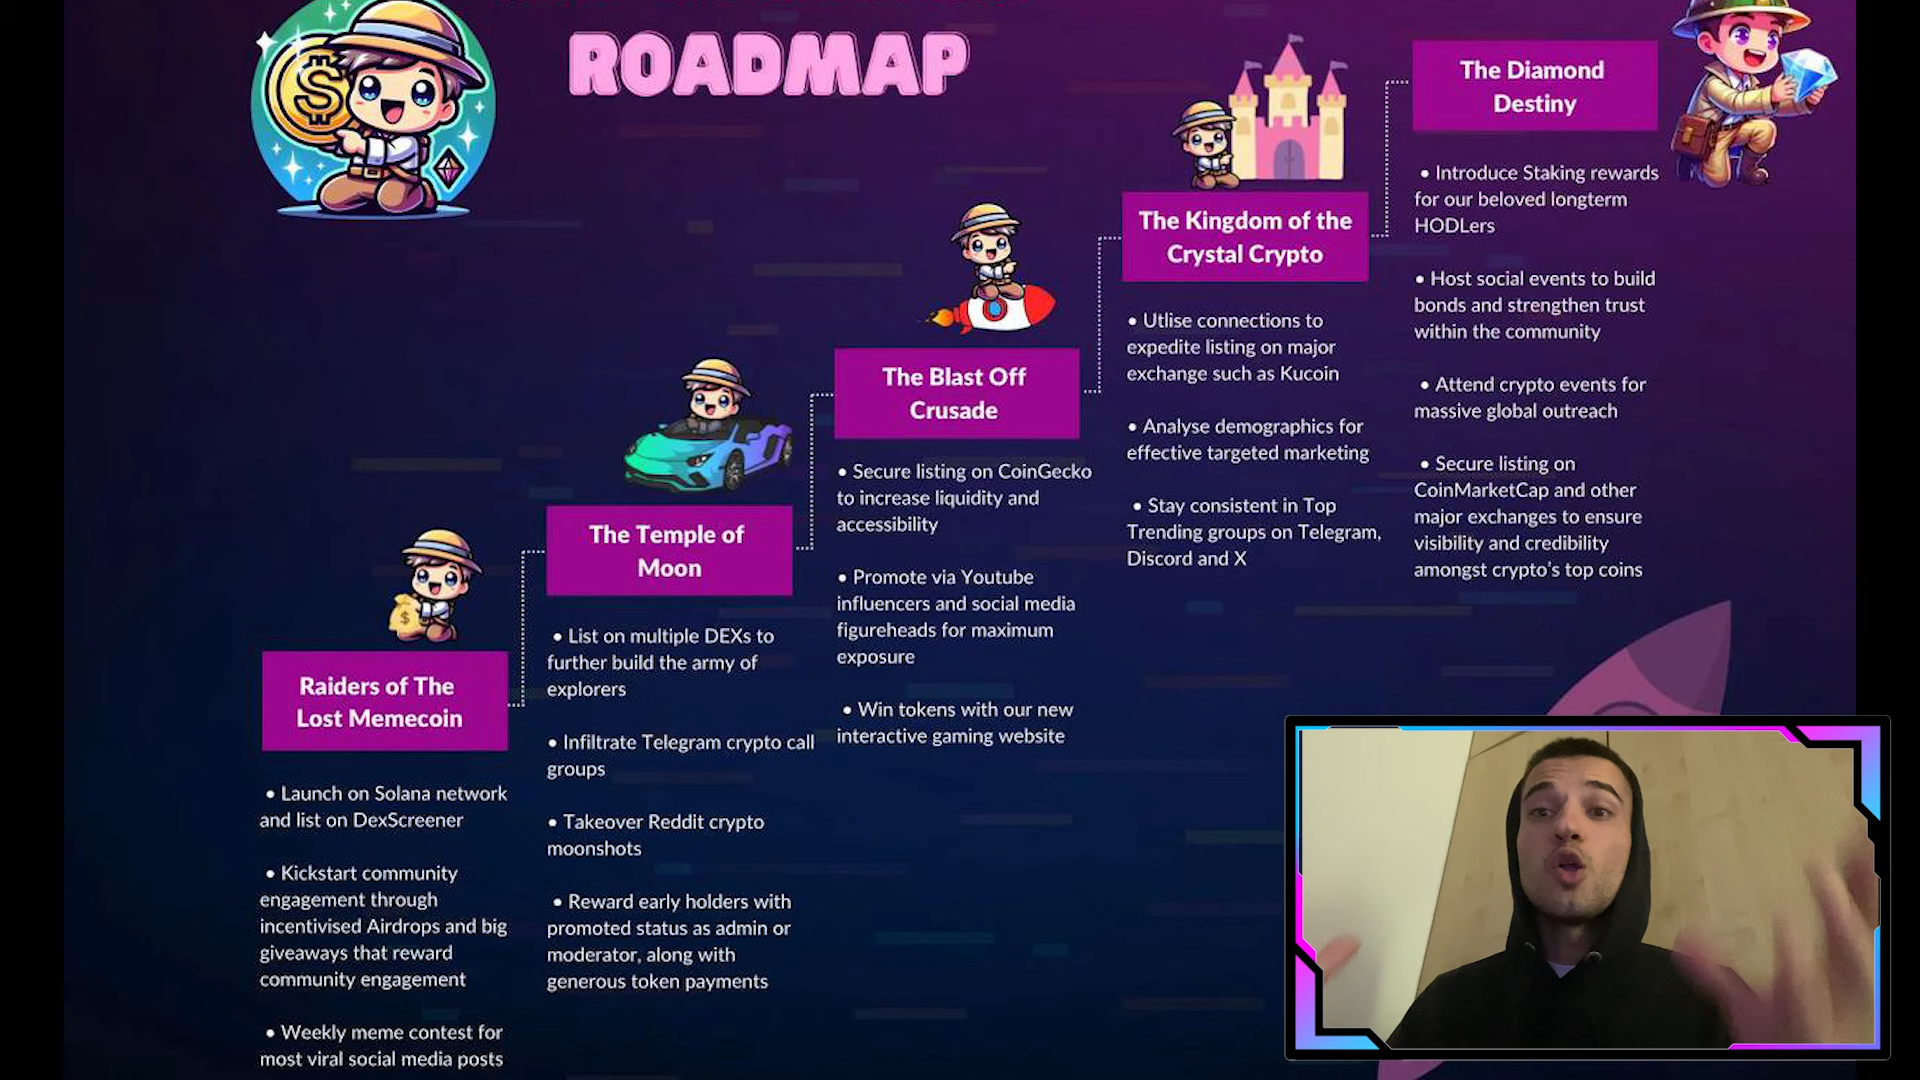 ROADMAP
The Diamond
Destiny
• Introduce Staking rewards
for our beloved longterm
HODLers
• Host social events to build
bonds and strengthen trust
within the community
• Attend crypto events for
massive global outreach
• Secure listing on
CoinMarketCap and other
major exchanges to ensure
visibility and credibility
amongst crypto's top coins
The Kingdom of the
Crystal Crypto
• Utlise connections to
expedite listing on major
exchange such as Kucoin
• Analyse demographics for
effective targeted marketing
• Stay consistent in Top
Trending groups on Telegram,
Discord and X
The Blast Off
Crusade
• Secure listing on CoinGecko
to increase liquidity and
accessibility
• Promote via Youtube
influencers and social media
figureheads for maximum
exposure
• Win tokens with our new
interactive gaming website
The Temple of
Moon
• List on multiple DEXs to
further build the army of
explorers
• Infiltrate Telegram crypto call
groups
• Takeover Reddit crypto
moonshots
• Reward early holders with
promoted status as admin or
moderator, along with
generous token payments
Raiders of The
Lost Memecoin
• Launch on Solana network
and list on DexScreener
• Kickstart community
engagement through
incentivised Airdrops and big
giveaways that reward
community engagement
• Weekly meme contest for
most viral social media posts